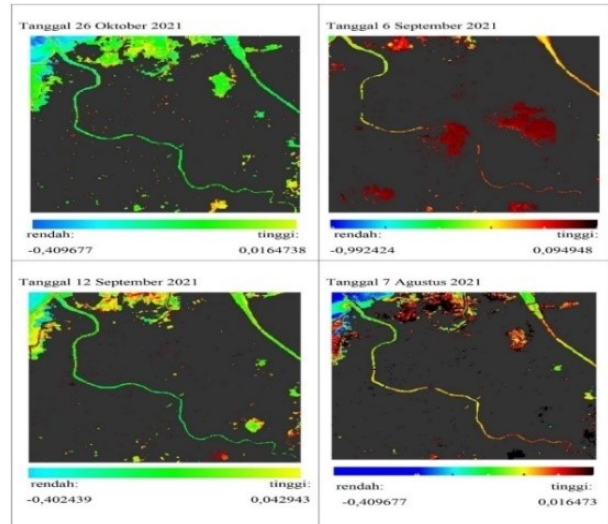 Tanggal 26 Oktober 2021
rendah: tinggi:
-0,409677 0,0164738
Tanggal 6 September 2021
rendah: tinggi:
-0,992424 0,094948
Tanggal 12 September 2021
rendah: tinggi:
-0,402439 0,042943
Tanggal 7 Agustus 2021
rendah: tinggi:
-0,409677 0,016473